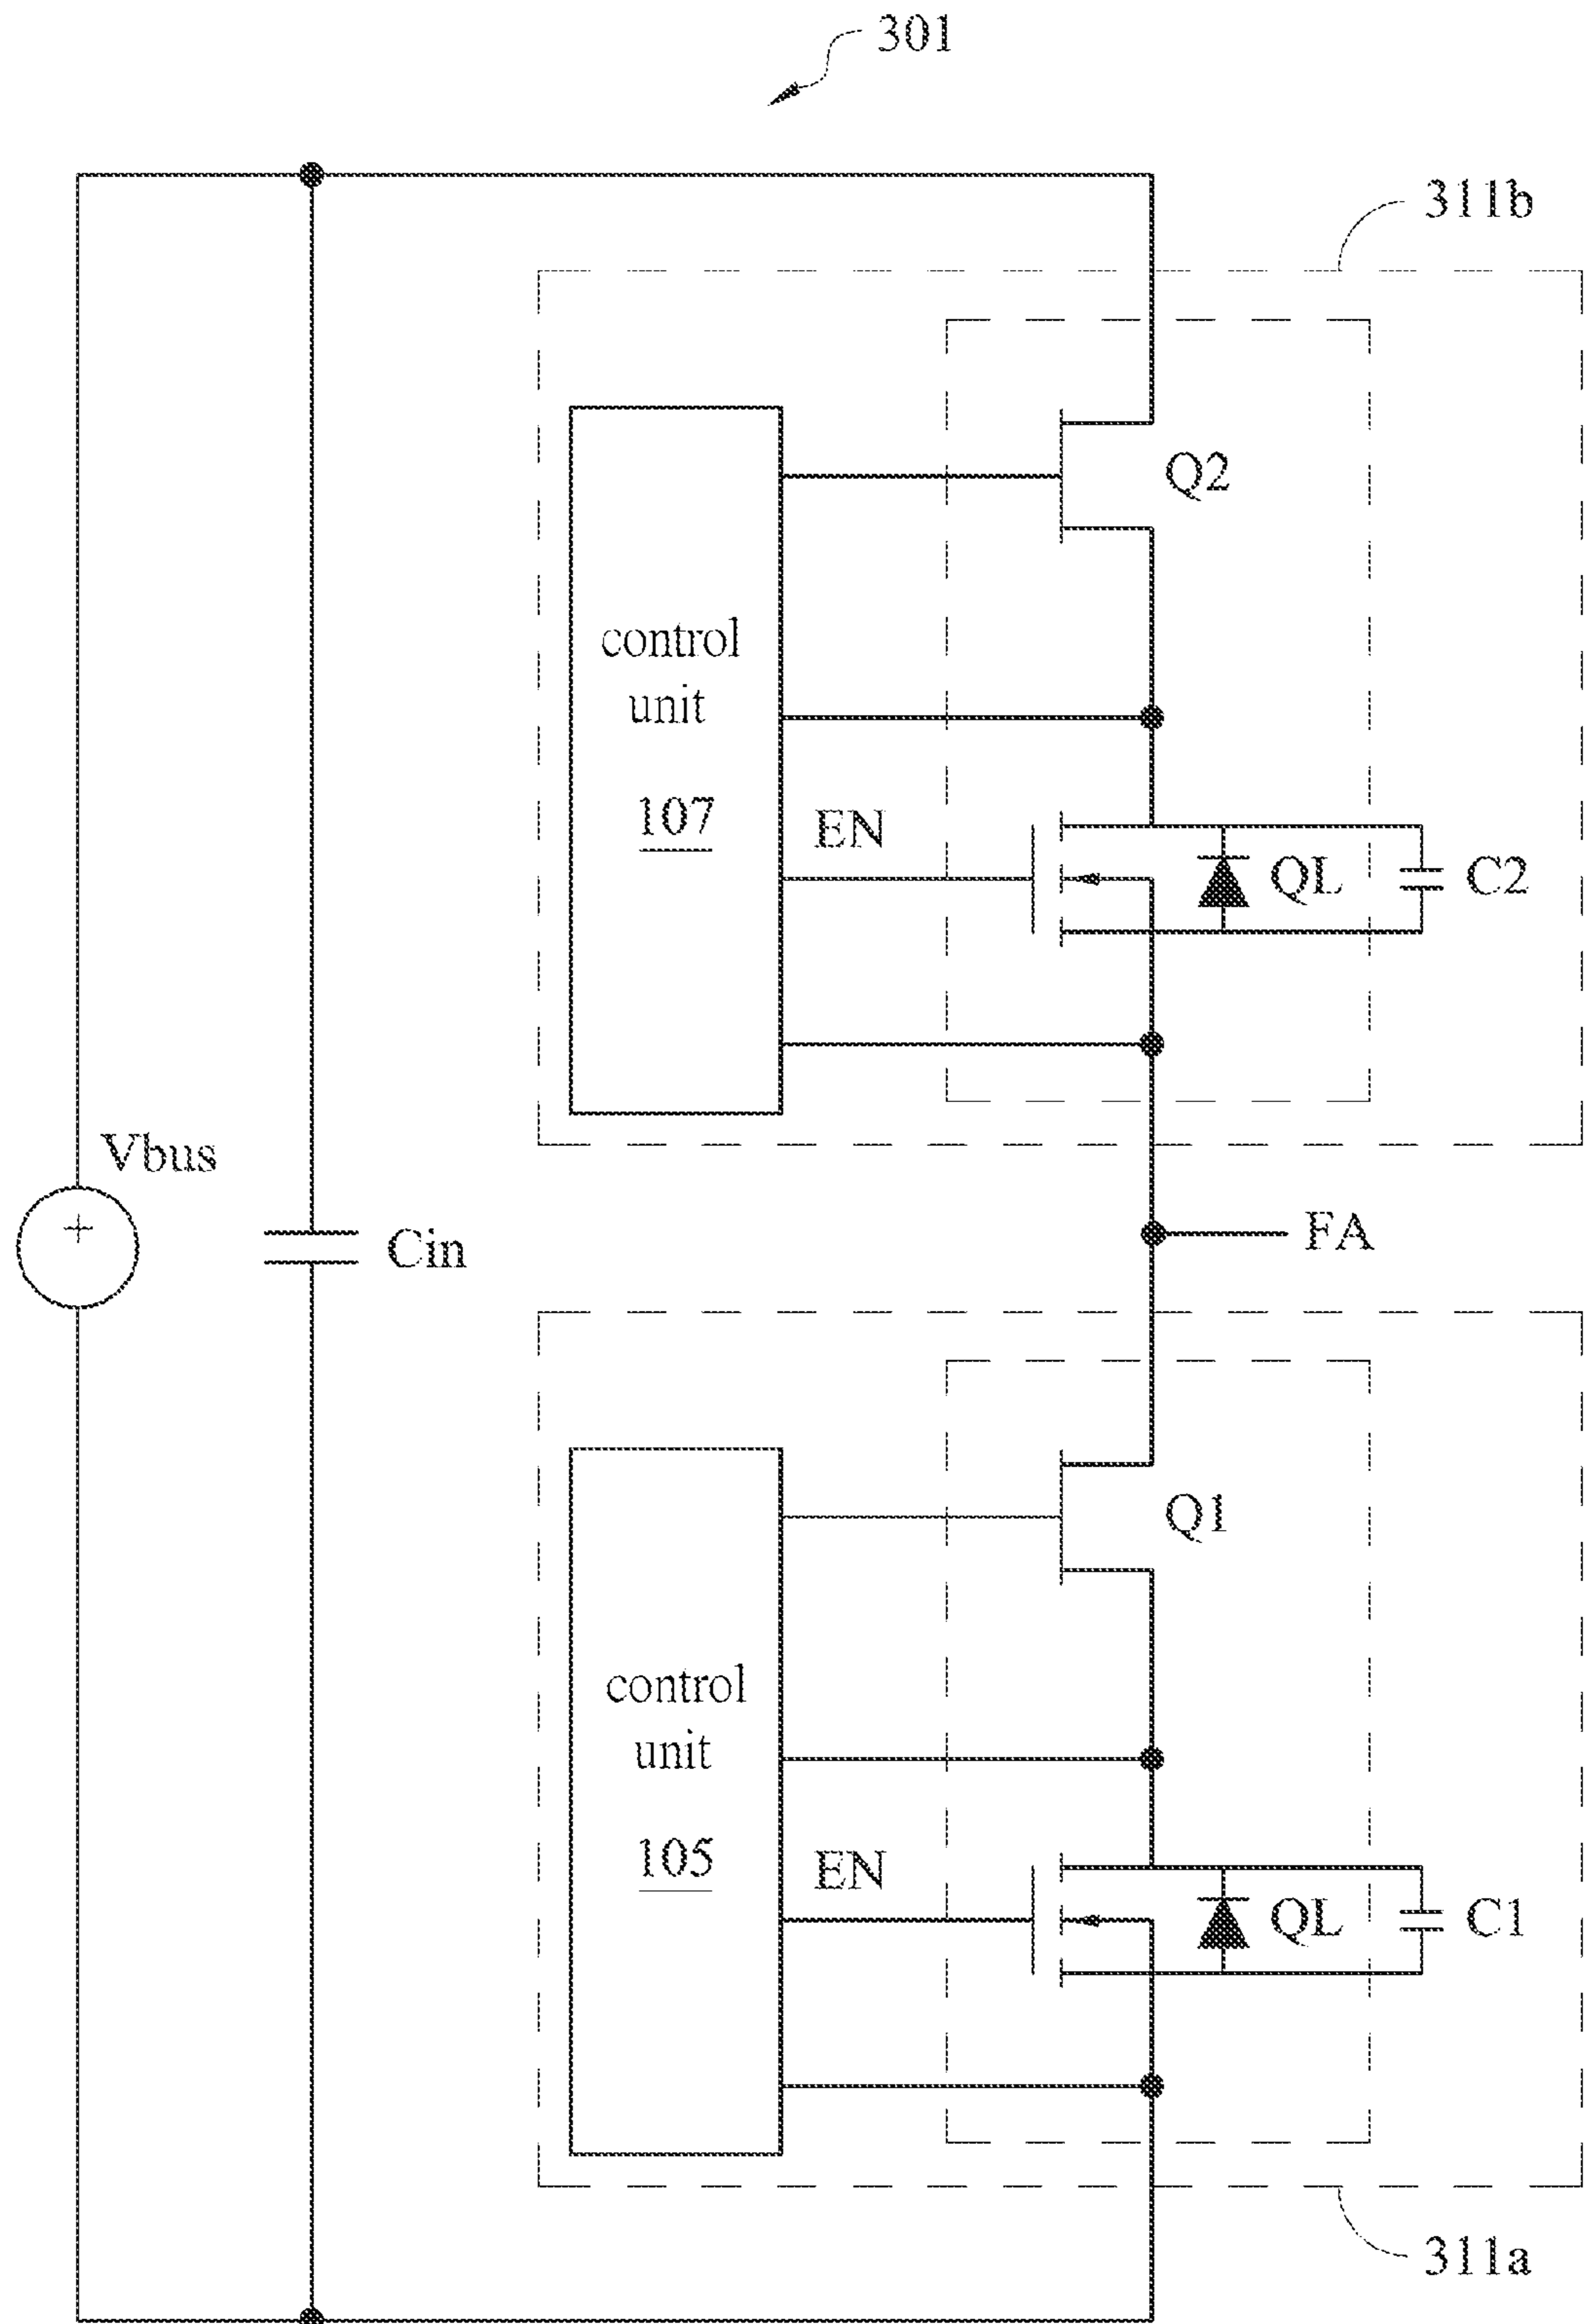 301
311b
Q2
control
unit
107
EN
QL
C2
Vbus
+
Cin
FA
Q1
control
unit
105
EN
QL
C1
311a